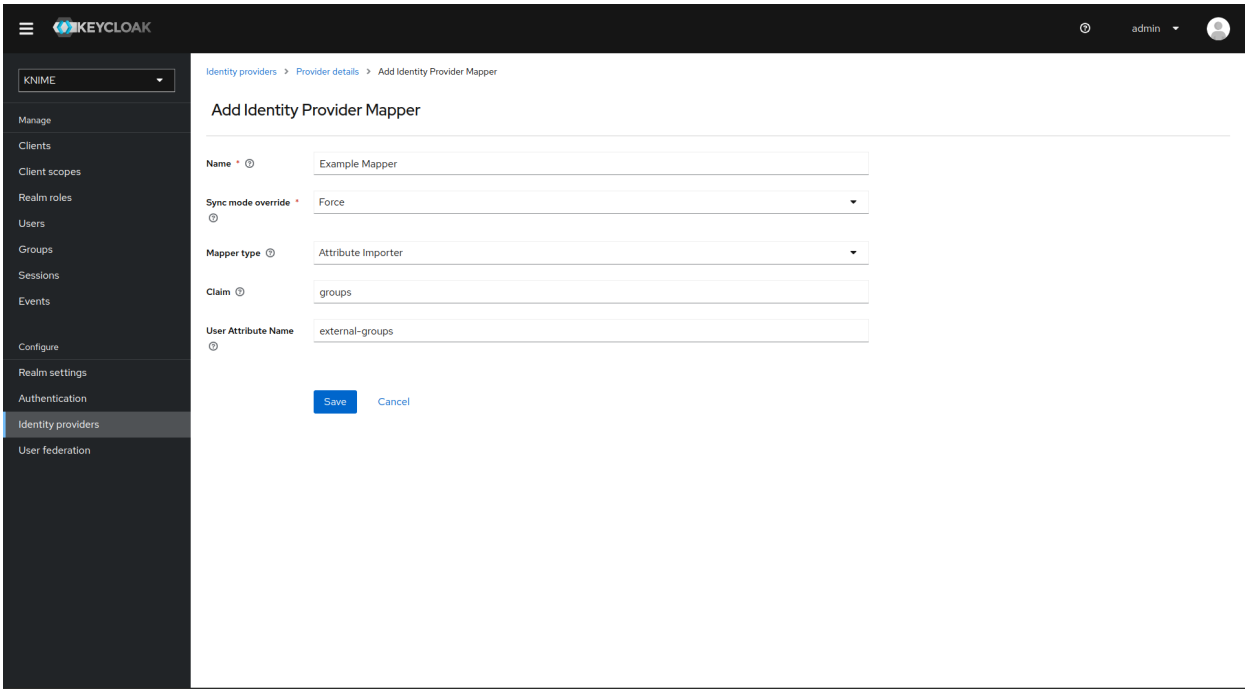 KEYCLOAK
admin
KNIME
Manage
Clients
Client scopes
Realm roles
Users
Groups
Sessions
Events
Configure
Realm settings
Authentication
Identity providers
User federation
Identity providers > Provider details > Add Identity Provider Mapper
Add Identity Provider Mapper
Name * Example Mapper
Sync mode override * Force
Mapper type Attribute Importer
Claim groups
User Attribute Name external-groups
Save Cancel